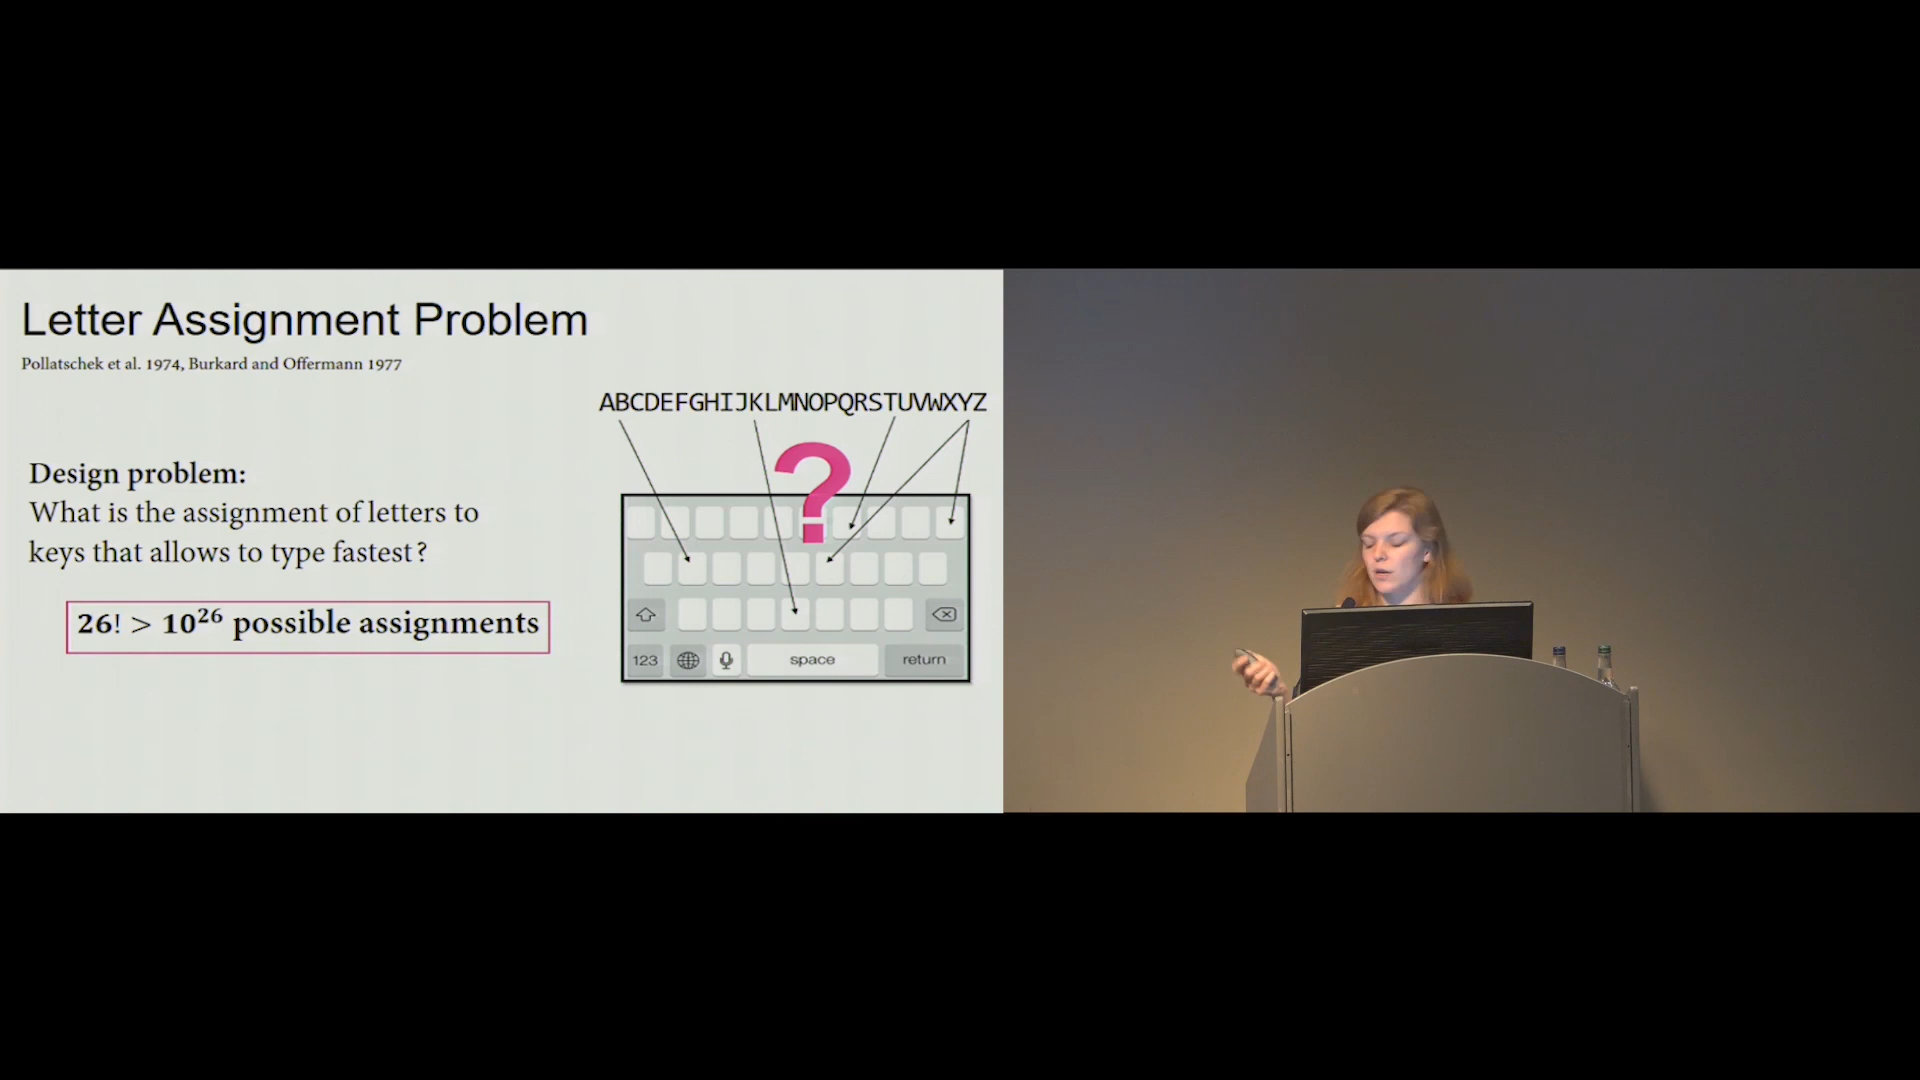 Letter Assignment Problem
Pollatschek et al. 1974, Burkard and Offermann 1977
ABCDEFGHIJKLMNOPQRSTUVWXYZ
?
Design problem:
What is the assignment of letters to
keys that allows to type fastest?
26! > 10²⁶ possible assignments
123 space return